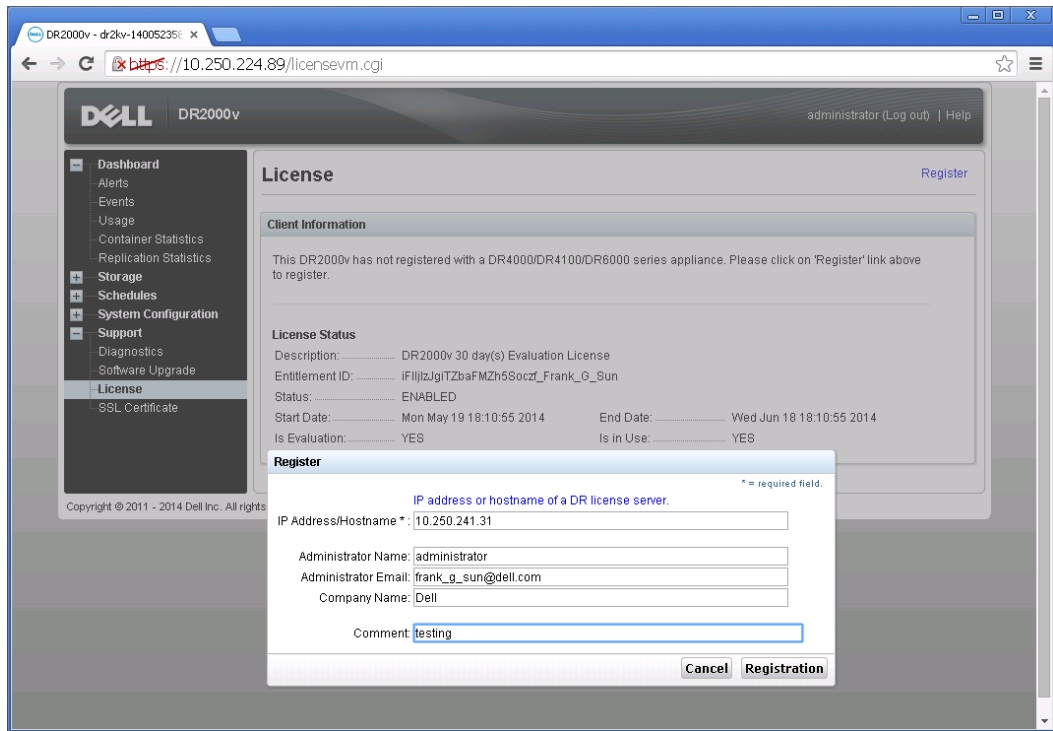 DR2000v - dr2kv-14005235
https://10.250.224.89/licensevm.cgi
DELL DR2000v administrator (Log out) | Help
Dashboard
Alerts
Events
Usage
Container Statistics
Replication Statistics
Storage
Schedules
System Configuration
Support
Diagnostics
Software Upgrade
License
SSL Certificate
License Register
Client Information
This DR2000v has not registered with a DR4000/DR4100/DR6000 series appliance. Please click on 'Register' link above
to register.
License Status
Description: DR2000v 30 day(s) Evaluation License
Entitlement ID: Frank_G_Sun
Status: ENABLED
Start Date: Mon May 19 18:10:55 2014 End Date: Wed Jun 18 18:10:55 2014
Is Evaluation: YES Is in Use: YES
Copyright © 2011 - 2014 Dell Inc. All rights
Register
* = required field.
IP address or hostname of a DR license server.
IP Address/Hostname * : 10.250.241.31
Administrator Name: administrator
Administrator Email: frank_g_sun@dell.com
Company Name: Dell
Comment: testing
Cancel Registration